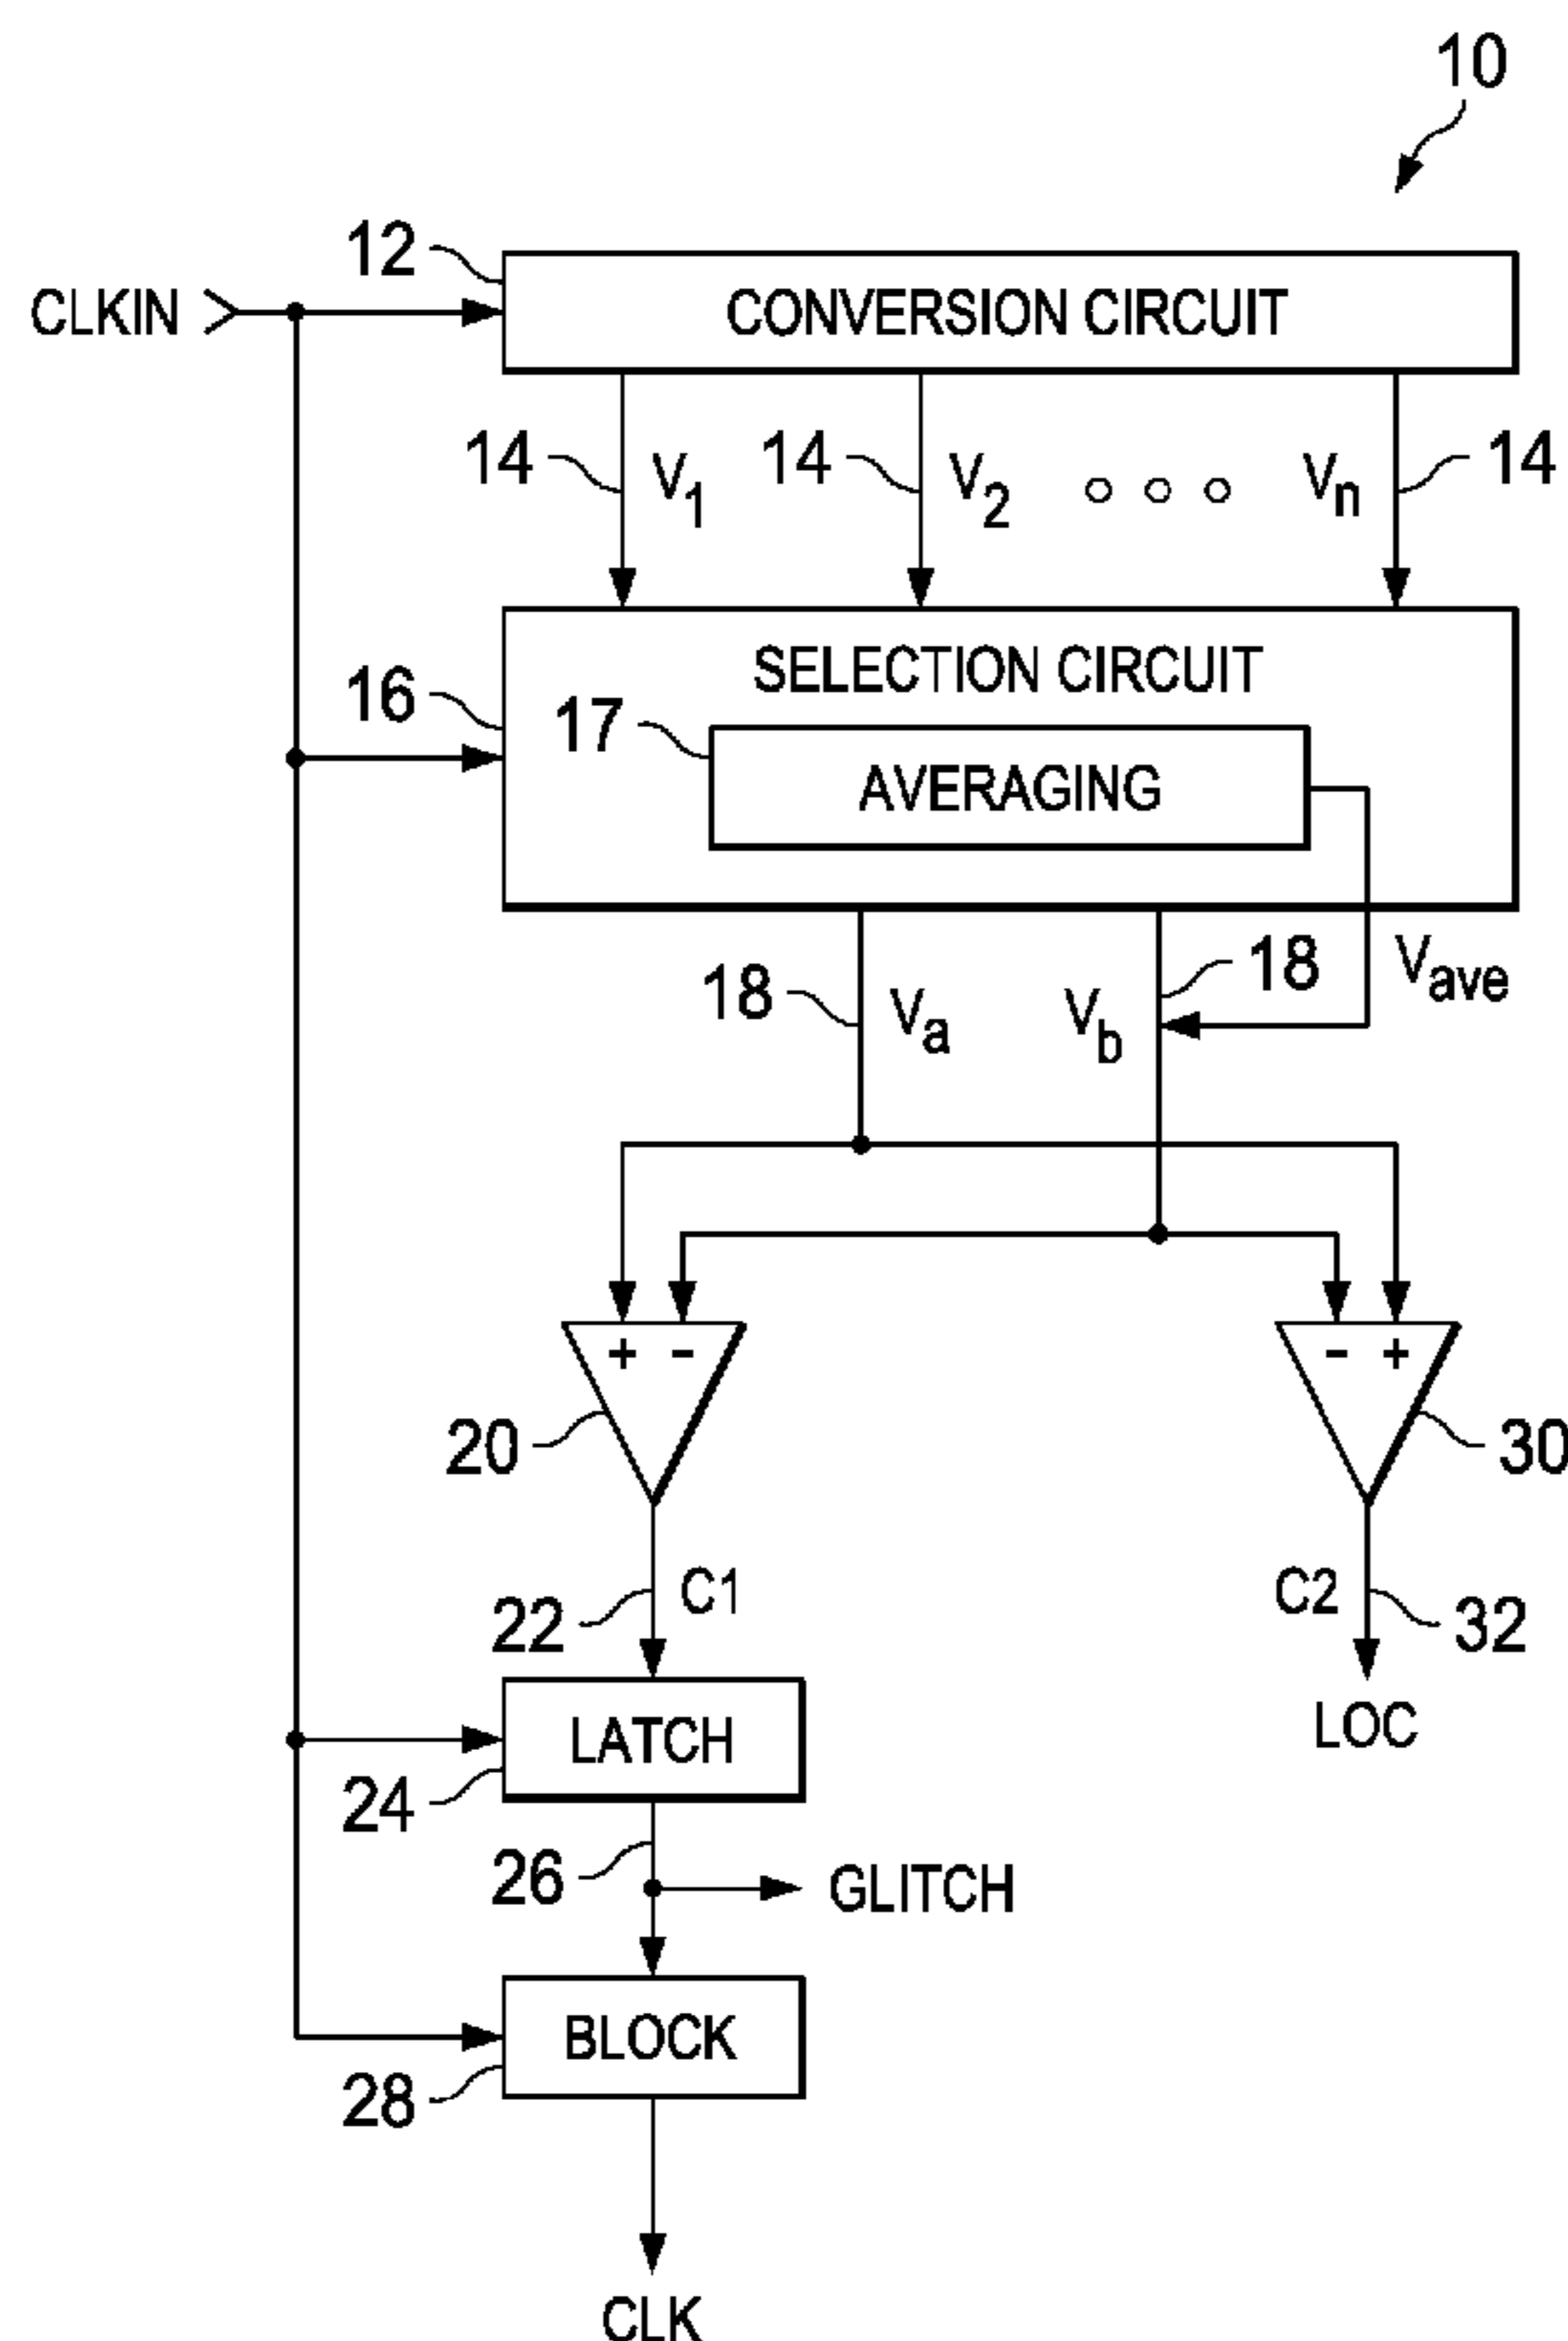 10
12
CLKIN
CONVERSION CIRCUIT
14 V1 14 V2 Vn 14
SELECTION CIRCUIT
16
17
AVERAGING
18 Va Vb 18 Vave
+ - - +
20 30
C1 C2
22 32
LATCH LOC
24
26
GLITCH
BLOCK
28
CLK